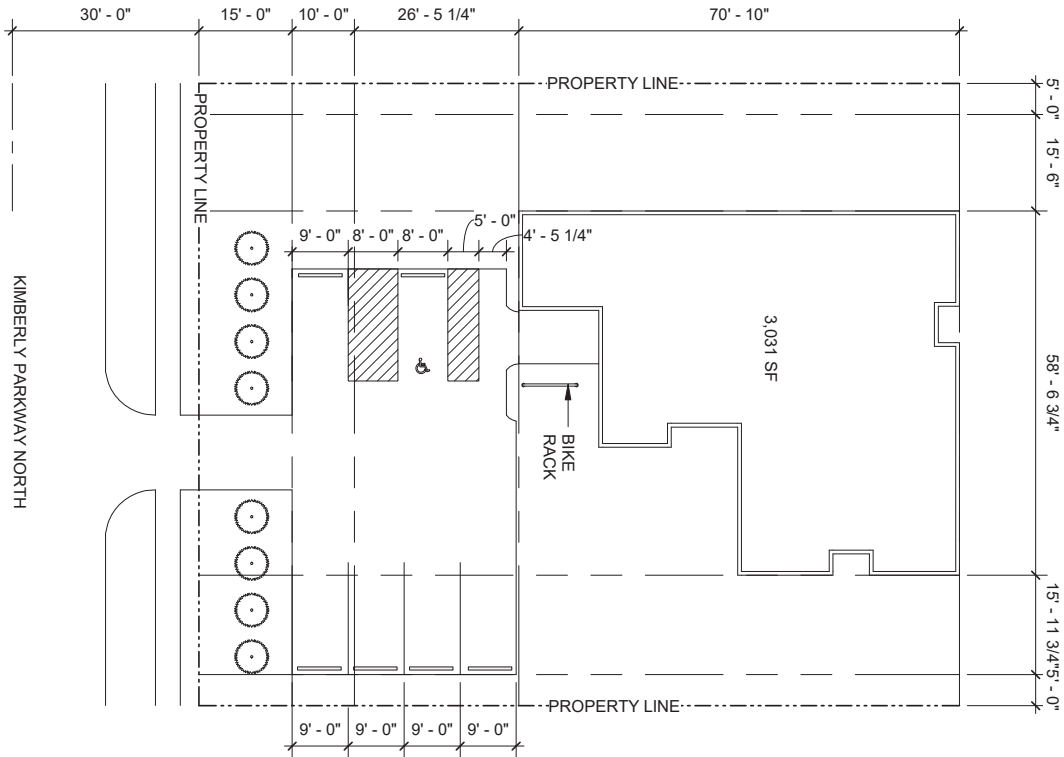 30' - 0"
15' - 0"
10' - 0"
26' - 5 1/4"
70' - 10"
PROPERTY LINE
5' - 0"
15' - 6"
58' - 6 3/4"
15' - 11 3/4"
5' - 0"
PROPERTY LINE
5' - 0"
9' - 0"
8' - 0"
8' - 0"
4' - 5 1/4"
3,031 SF
KIMBERLY PARKWAY NORTH
BIKE
RACK
PROPERTY LINE
9' - 0"
9' - 0"
9' - 0"
9' - 0"